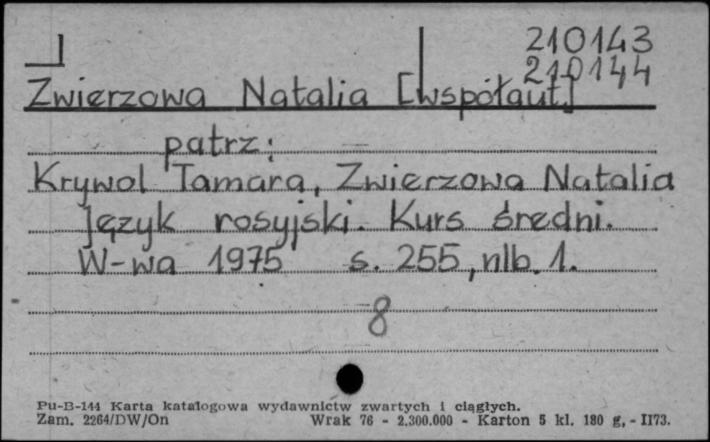 210143
210144
Zwierzowa Natalia [współaut.]
patrz:
Krywol Tamara, Zwierzowa Natalia
Język rosyjski. Kurs średni.
W-wa 1975 s. 255, nlb. 1.
8
Pu-B-144 Karta katalogowa wydawnictw zwartych i ciągłych.
Zam. 2264/DW/On Wrak 76 - 2.300.000 - Karton 5 kl. 180 g, - II73.